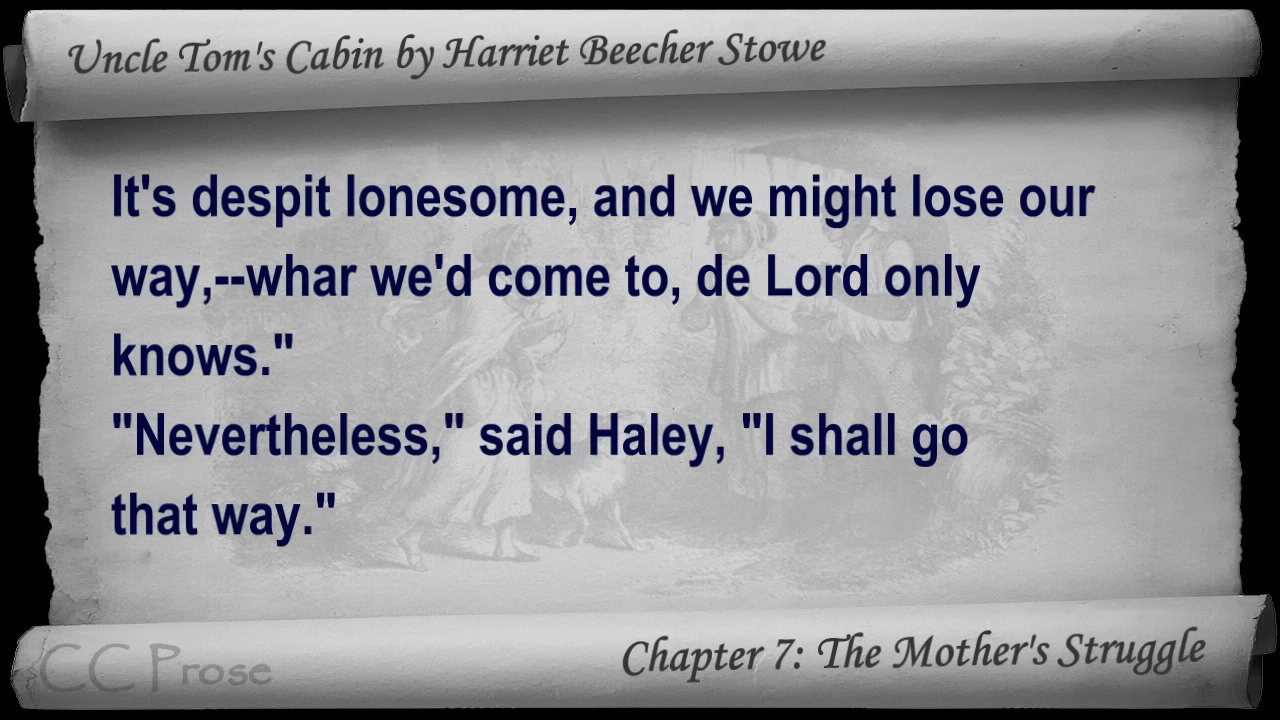 Uncle Tom's Cabin by Harriet Beecher Stowe
It's despit lonesome, and we might lose our
way,--whar we'd come to, de Lord only
knows."
"Nevertheless," said Haley, "I shall go
that way."
CC Prose
Chapter 7: The Mother's Struggle